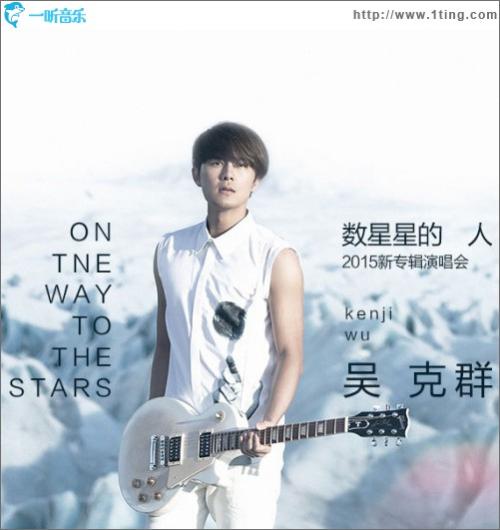 一听音乐
http://www.1ting.com
ON
TNE
WAY
TO
THE
STARS
数星星的 人
2015新专辑演唱会
kenji
wu
吴 克群